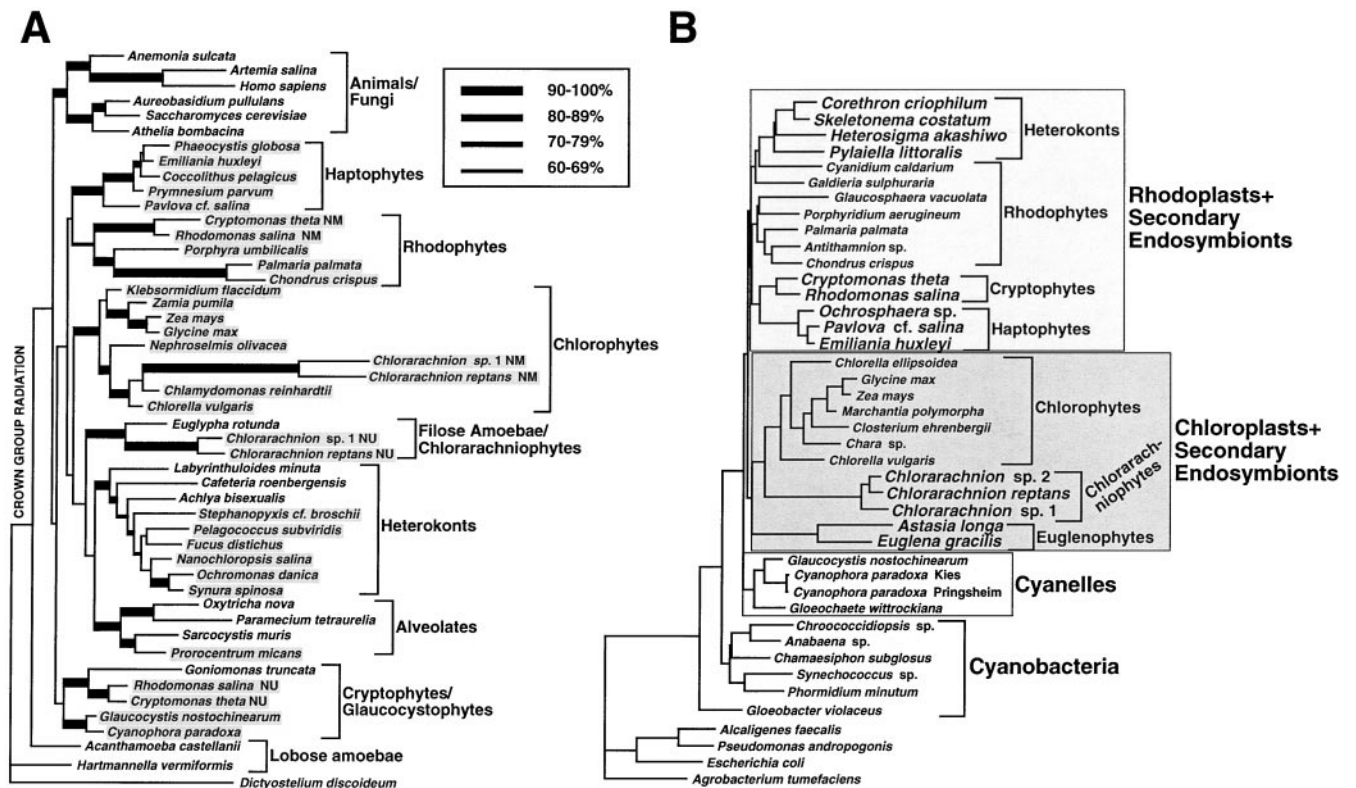 A
CROWN GROUP RADIATION
Anemonia sulcata
Artemia salina
Homo sapiens
Aureobasidium pullulans
Saccharomyces cerevisiae
Athelia bombacina
Animals/
Fungi
Phaeocystis globosa
Emiliania huxleyi
Coccolithus pelagicus
Prymnesium parvum
Pavlova cf. salina
Haptophytes
Cryptomonas theta NM
Rhodomonas salina NM
Porphyra umbilicalis
Palmaria palmata
Chondrus crispus
Rhodophytes
Klebsormidium flaccidum
Zamia pumila
Zea mays
Glycine max
Nephroselmis olivacea
Chlorarachnion sp. 1 NM
Chlorarachnion reptans NM
Chlamydomonas reinhardtii
Chlorella vulgaris
Chlorophytes
Euglypha rotunda
Chlorarachnion sp. 1 NU
Chlorarachnion reptans NU
Filose Amoebae/
Chlorarachniophytes
Labyrinthuloides minuta
Cafeteria roenbergensis
Achlya bisexualis
Stephanopyxis cf. broschii
Pelagococcus subviridis
Fucus distichus
Nanochloropsis salina
Ochromonas danica
Synura spinosa
Heterokonts
Oxytricha nova
Paramecium tetraurelia
Sarcocystis muris
Prorocentrum micans
Alveolates
Goniomonas truncata
Rhodomonas salina NU
Cryptomonas theta NU
Glaucocystis nostochinearum
Cyanophora paradoxa
Cryptophytes/
Glaucocystophytes
Acanthamoeba castellanii
Hartmannella vermiformis
Lobose amoebae
Dictyostelium discoideum
90-100%
80-89%
70-79%
60-69%
B
Corethron criophilum
Skeletonema costatum
Heterosigma akashiwo
Pylaiella littoralis
Heterokonts
Cyanidium caldarium
Galdieria sulphuraria
Glaucosphaera vacuolata
Porphyridium aerugineum
Palmaria palmata
Antithamnion sp.
Chondrus crispus
Rhodophytes
Cryptomonas theta
Rhodomonas salina
Cryptophytes
Ochrosphaera sp.
Pavlova cf. salina
Emiliania huxleyi
Haptophytes
Rhodoplasts+
Secondary
Endosymbionts
Chlorella ellipsoidea
Glycine max
Zea mays
Marchantia polymorpha
Closterium ehrenbergii
Chara sp.
Chlorella vulgaris
Chlorophytes
Chlorarachnion sp. 2
Chlorarachnion reptans
Chlorarachnion sp. 1
Chlorarach-
niophytes
Astasia longa
Euglena gracilis
Euglenophytes
Chloroplasts+
Secondary
Endosymbionts
Glaucocystis nostochinearum
Cyanophora paradoxa Kies
Cyanophora paradoxa Pringsheim
Gloeochaete wittrockiana
Cyanelles
Chroococcidiopsis sp.
Anabaena sp.
Chamaesiphon subglosus
Synechococcus sp.
Phormidium minutum
Gloeobacter violaceus
Cyanobacteria
Alcaligenes faecalis
Pseudomonas andropogonis
Escherichia coli
Agrobacterium tumefaciens